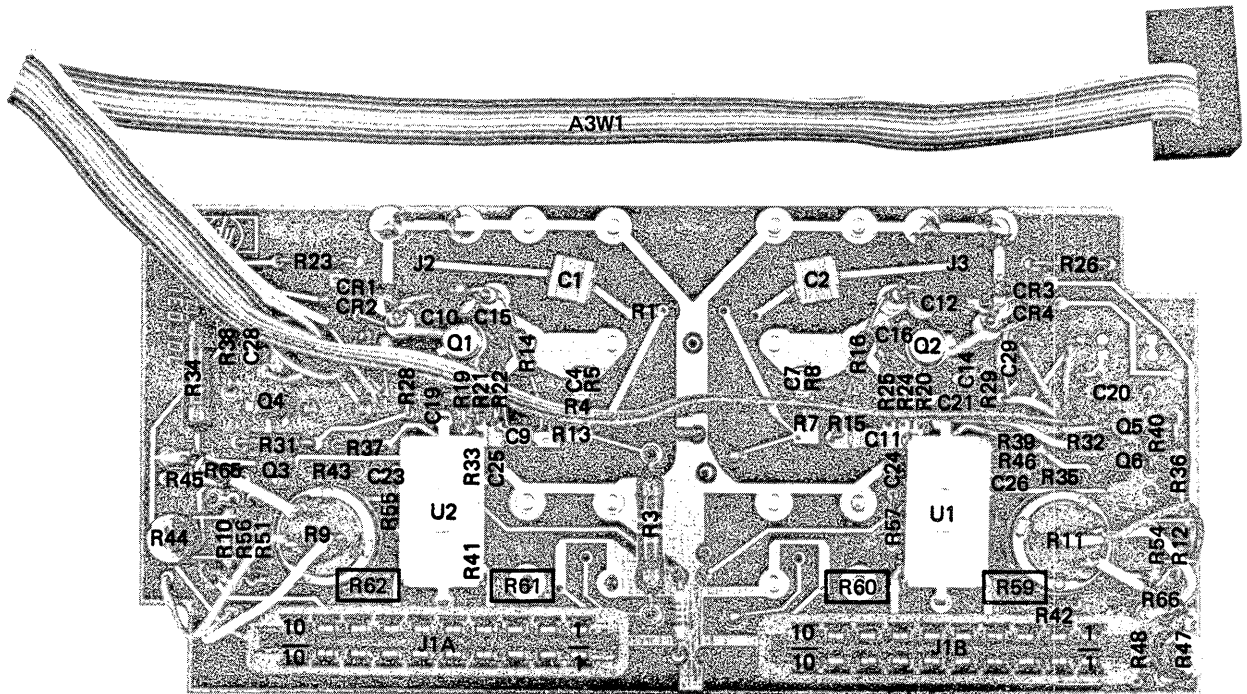 A3W1
R23 J2 C1 C2 J3 R26
CR1 CR3
CR2 CR4
C10 C15 R1 C12
Q1 C16 Q2
R38 C28 R14 R16 C14 C29
R34 R28 C19 R19 R21 R22 C4 R5 C7 R8 R25 R24 R20 R29 C20
Q4 R4 C21
R31 R37 C9 R13 R7 R15 C11 R39 R32 Q5 R40
R45 R65 Q3 R43 C23 R33 C25 C24 R46 R35 C26 Q6 R36
R44 R10 R56 R51 R9 R55 U2 R3 R57 U1 R11 R54 R12
R41
R62 R61 R60 R59 R66
R42
10 J1A 1 10 J1B 1
10 1 10 1
R48 R47